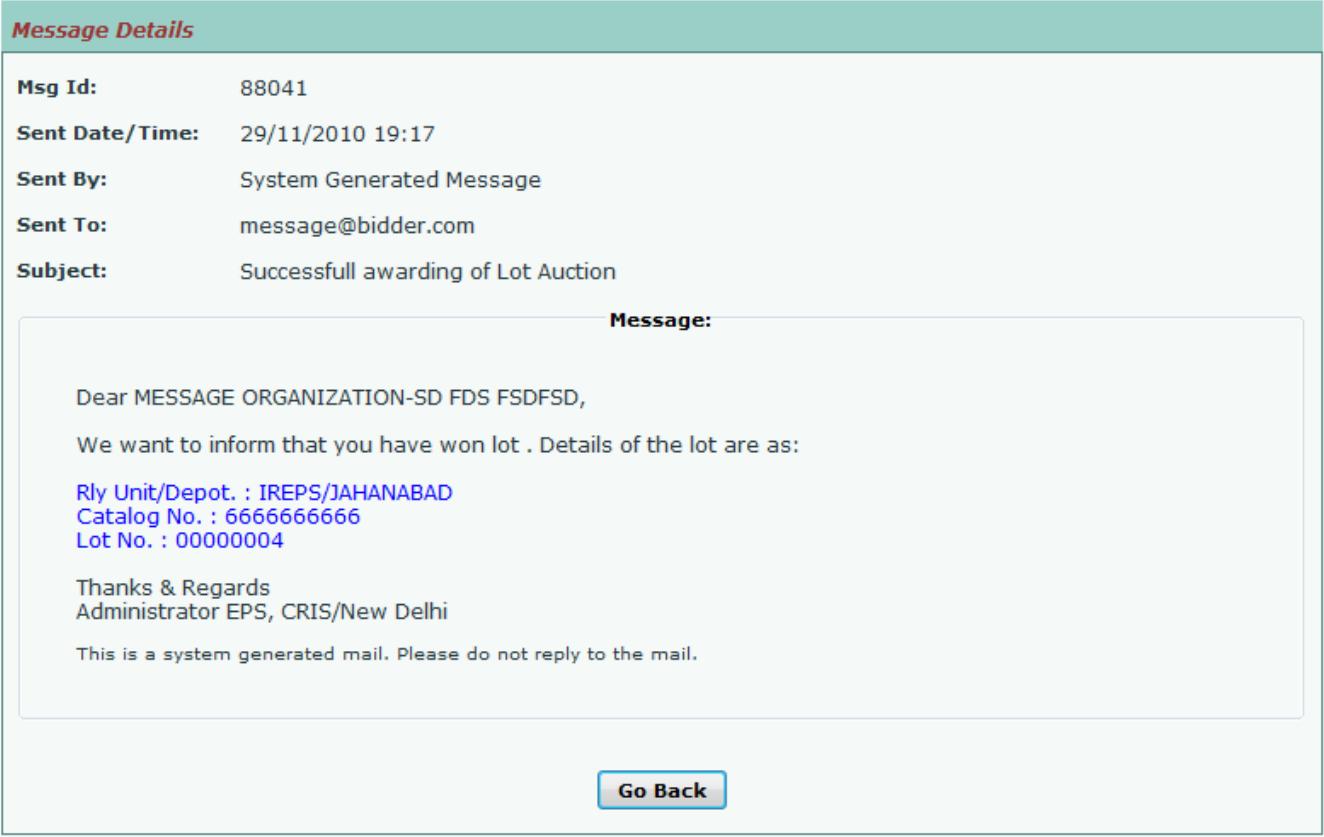 Message Details
Msg Id: 88041
Sent Date/Time: 29/11/2010 19:17
Sent By: System Generated Message
Sent To: message@bidder.com
Subject: Successfull awarding of Lot Auction
Message:
Dear MESSAGE ORGANIZATION-SD FDS FSDFSD,
We want to inform that you have won lot . Details of the lot are as:
Rly Unit/Depot. : IREPS/JAHANABAD
Catalog No. : 6666666666
Lot No. : 00000004
Thanks & Regards
Administrator EPS, CRIS/New Delhi
This is a system generated mail. Please do not reply to the mail.
Go Back